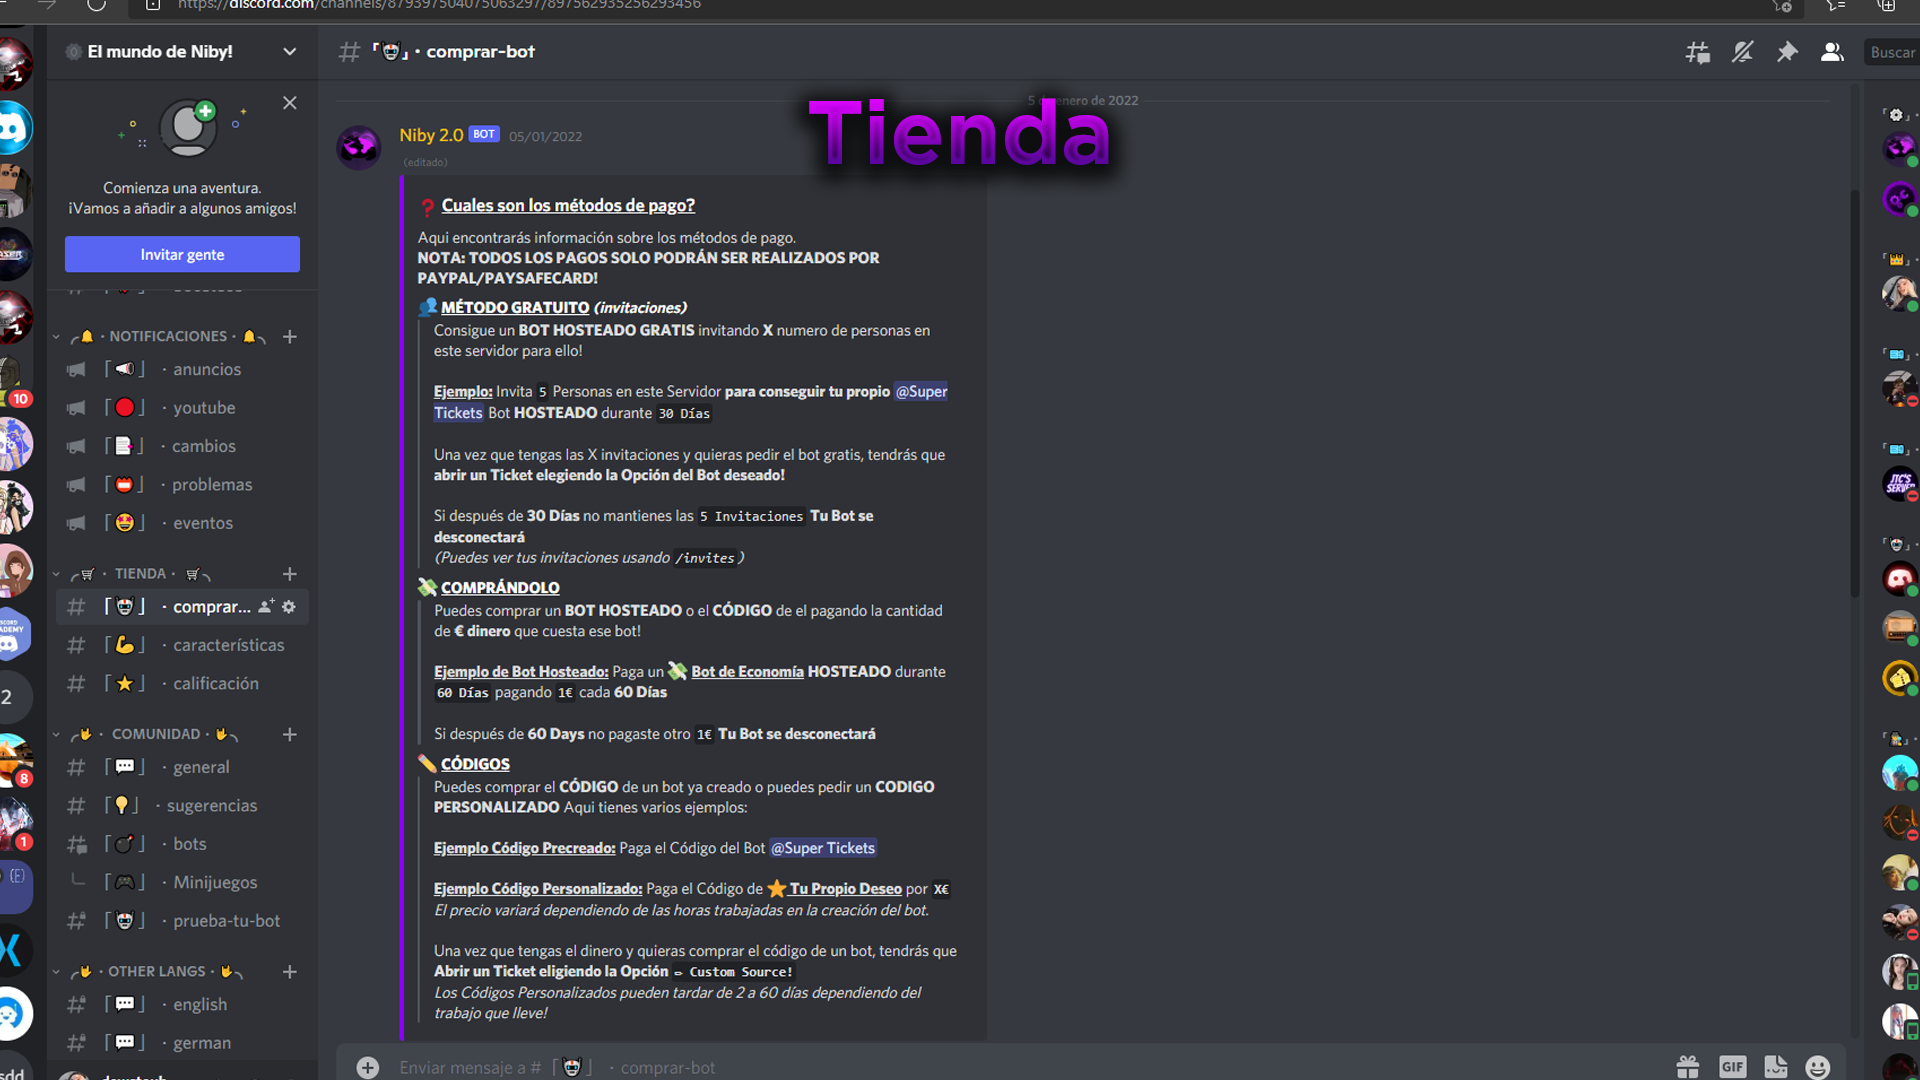 https://discord.com/channels/879397504075063297/897562935256293456
El mundo de Niby!
「」 · comprar-bot
Buscar
Comienza una aventura.
¡Vamos a añadir a algunos amigos!
Invitar gente
· NOTIFICACIONES ·
「」 · anuncios
「」 · youtube
「」 · cambios
「」 · problemas
「」 · eventos
· TIENDA ·
「」 · comprar...
「」 · características
「」 · calificación
· COMUNIDAD ·
「」 · general
「」 · sugerencias
「」 · bots
「」 · Minijuegos
「」 · prueba-tu-bot
· OTHER LANGS ·
「」 · english
「」 · german
10
2
8
1
(E)
sdd
5 de enero de 2022
Tienda
Niby 2.0 BOT 05/01/2022
(editado)
Cuales son los métodos de pago?
Aqui encontrarás información sobre los métodos de pago.
NOTA: TODOS LOS PAGOS SOLO PODRÁN SER REALIZADOS POR
PAYPAL/PAYSAFECARD!
MÉTODO GRATUITO (invitaciones)
Consigue un BOT HOSTEADO GRATIS invitando X numero de personas en
este servidor para ello!
Ejemplo: Invita 5 Personas en este Servidor para conseguir tu propio @Super
Tickets Bot HOSTEADO durante 30 Días
Una vez que tengas las X invitaciones y quieras pedir el bot gratis, tendrás que
abrir un Ticket elegiendo la Opción del Bot deseado!
Si después de 30 Días no mantienes las 5 Invitaciones Tu Bot se
desconectará
(Puedes ver tus invitaciones usando /invites)
COMPRÁNDOLO
Puedes comprar un BOT HOSTEADO o el CÓDIGO de el pagando la cantidad
de € dinero que cuesta ese bot!
Ejemplo de Bot Hosteado: Paga un Bot de Economía HOSTEADO durante
60 Días pagando 1€ cada 60 Días
Si después de 60 Days no pagaste otro 1€ Tu Bot se desconectará
CÓDIGOS
Puedes comprar el CÓDIGO de un bot ya creado o puedes pedir un CODIGO
PERSONALIZADO Aqui tienes varios ejemplos:
Ejemplo Código Precreado: Paga el Código del Bot @Super Tickets
Ejemplo Código Personalizado: Paga el Código de Tu Propio Deseo por X€
El precio variará dependiendo de las horas trabajadas en la creación del bot.
Una vez que tengas el dinero y quieras comprar el código de un bot, tendrás que
Abrir un Ticket eligiendo la Opción ✏ Custom Source!
Los Códigos Personalizados pueden tardar de 2 a 60 días dependiendo del
trabajo que lleve!
Enviar mensaje a # 「」 · comprar-bot
GIF
JTC'S
SERVER